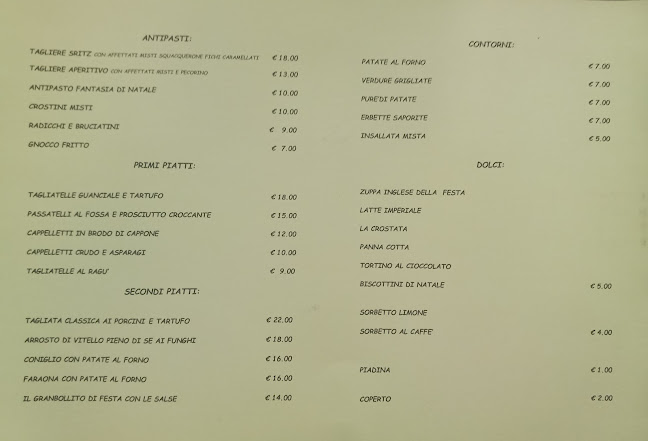 ANTIPASTI:
TAGLIERE SRITZ CON AFFETTATI MISTI SQUACQUERONE FICHI CARAMELLATI € 18.00
TAGLIERE APERITIVO CON AFFETTATI MISTI E PECORINO € 13.00
ANTIPASTO FANTASIA DI NATALE € 10.00
CROSTINI MISTI € 10.00
RADICCHI E BRUCIATINI € 9.00
GNOCCO FRITTO € 7.00
PRIMI PIATTI:
TAGLIATELLE GUANCIALE E TARTUFO € 18.00
PASSATELLI AL FOSSA E PROSCIUTTO CROCCANTE € 15.00
CAPPELLETTI IN BRODO DI CAPPONE € 12.00
CAPPELLETTI CRUDO E ASPARAGI € 10.00
TAGLIATELLE AL RAGU' € 9.00
SECONDI PIATTI:
TAGLIATA CLASSICA AI PORCINI E TARTUFO € 22.00
ARROSTO DI VITELLO PIENO DI SE AI FUNGHI € 18.00
CONIGLIO CON PATATE AL FORNO € 16.00
FARAONA CON PATATE AL FORNO € 16.00
IL GRANBOLLITO DI FESTA CON LE SALSE € 14.00
CONTORNI:
PATATE AL FORNO € 7.00
VERDURE GRIGLIATE € 7.00
PURE'DI PATATE € 7.00
ERBETTE SAPORITE € 7.00
INSALLATA MISTA € 5.00
DOLCI:
ZUPPA INGLESE DELLA FESTA
LATTE IMPERIALE
LA CROSTATA
PANNA COTTA
TORTINO AL CIOCCOLATO
BISCOTTINI DI NATALE € 5.00
SORBETTO LIMONE
SORBETTO AL CAFFE' € 4.00
PIADINA € 1.00
COPERTO € 2.00